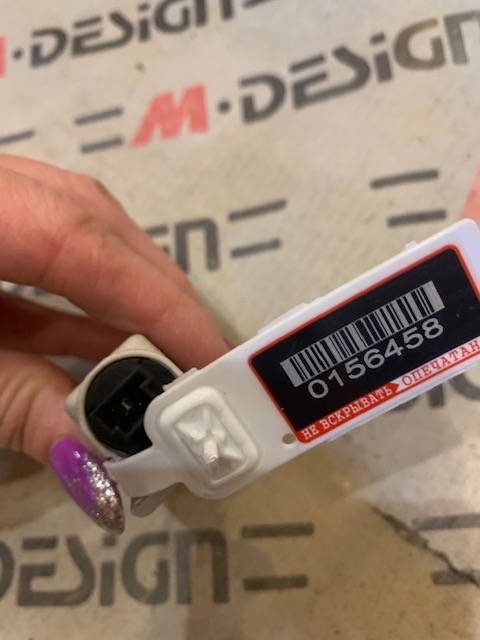 M·DESIGN
M·DESIGN
0156458
НЕ ВСКРЫВАТЬ ОПЕЧАТАН
DESIGN